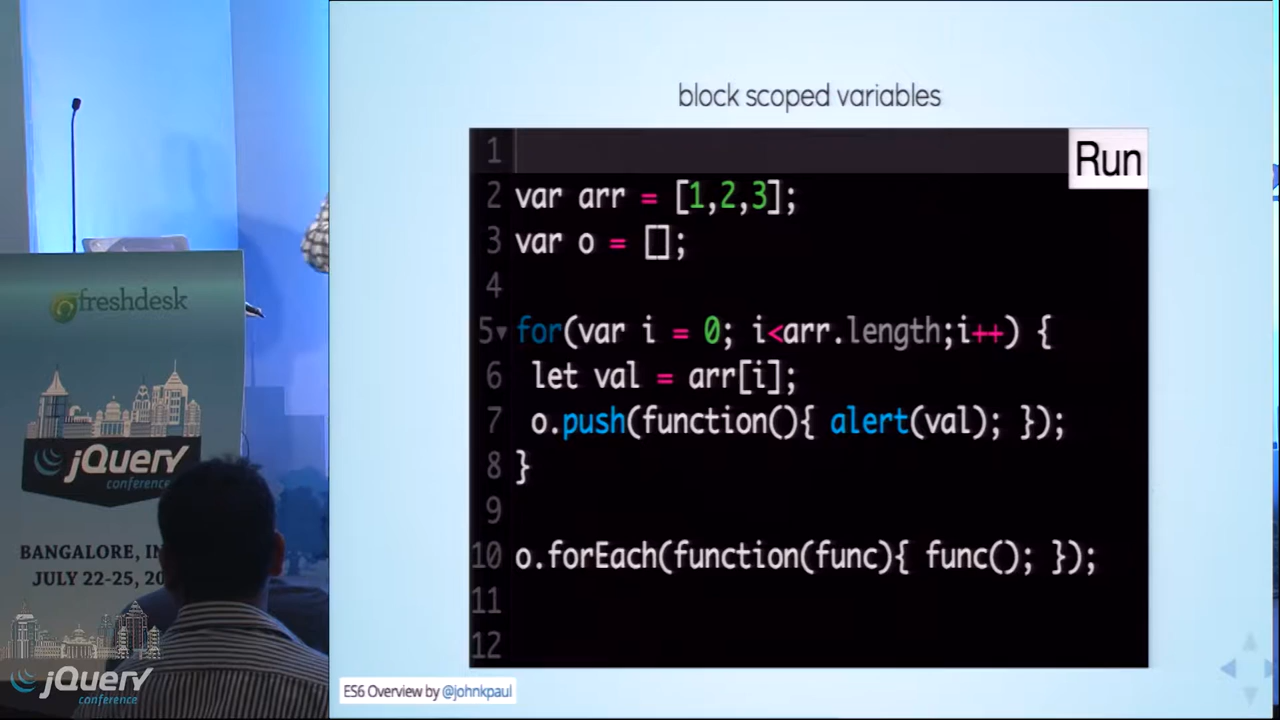 block scoped variables
Run
1
2 var arr = [1,2,3];
3 var o = [];
4
5 for(var i = 0; i<arr.length;i++) {
6 let val = arr[i];
7 o.push(function(){ alert(val); });
8 }
9
10 o.forEach(function(func){ func(); });
11
12
ES6 Overview by @johnkpaul
freshdesk
jQuery
conference
BANGALORE,
JULY 22-25,
jQuery
conference